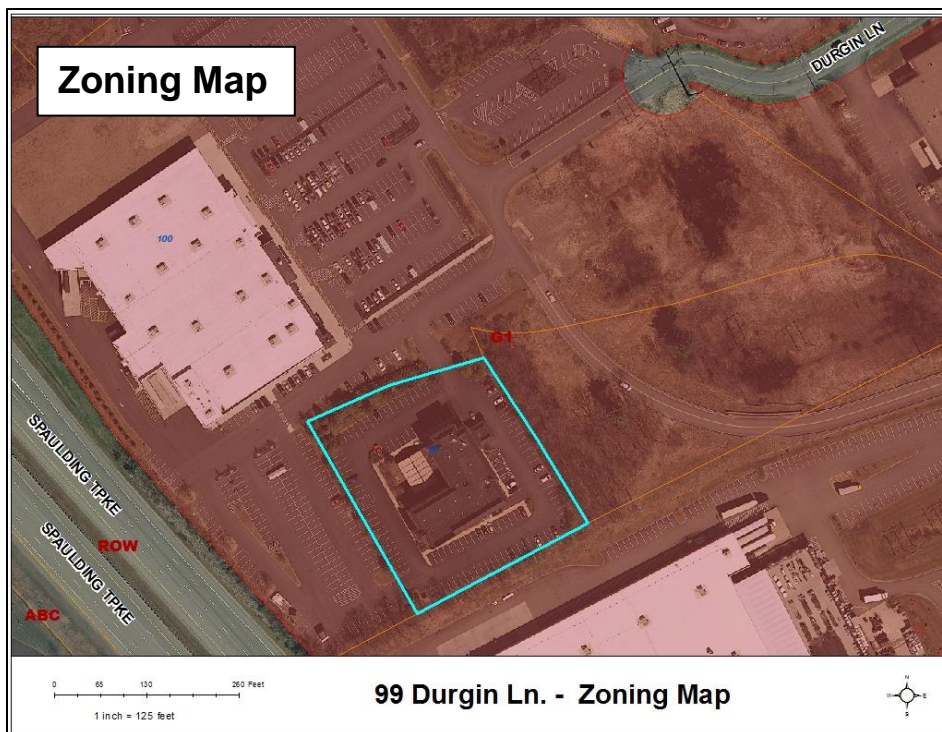 Zoning Map
DURGIN LN
100
G1
SPAULDING TPKE
ROW
SPAULDING TPKE
ABC
0 65 130 260 Feet
1 inch = 125 feet
99 Durgin Ln. - Zoning Map
N
W E
S